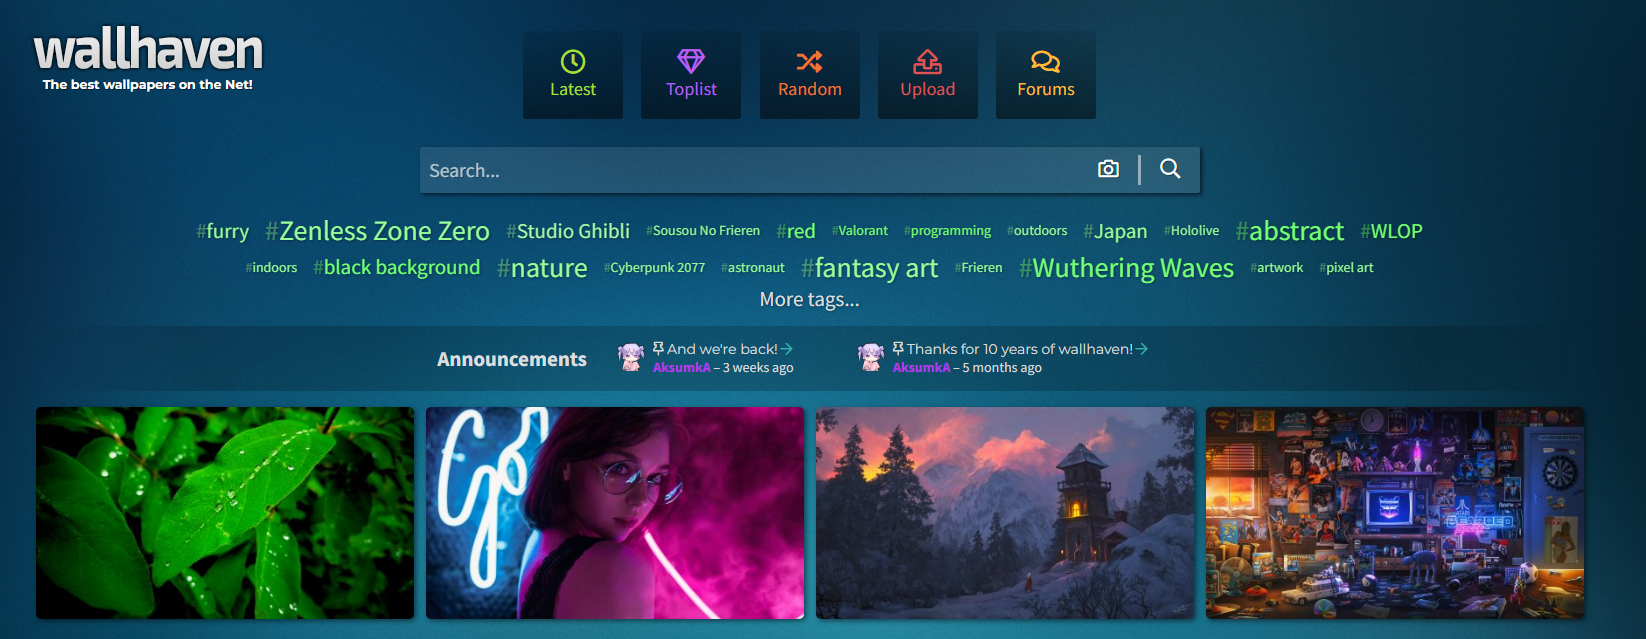 wallhaven
The best wallpapers on the Net!
Latest
Toplist
Random
Upload
Forums
Search...
#furry #Zenless Zone Zero #Studio Ghibli #Sousou No Frieren #red #Valorant #programming #outdoors #Japan #Hololive #abstract #WLOP
#indoors #black background #nature #Cyberpunk 2077 #astronaut #fantasy art #Frieren #Wuthering Waves #artwork #pixel art
More tags...
Announcements
And we're back!
AksumkA – 3 weeks ago
Thanks for 10 years of wallhaven!
AksumkA – 5 months ago
ATARI
BEARDED